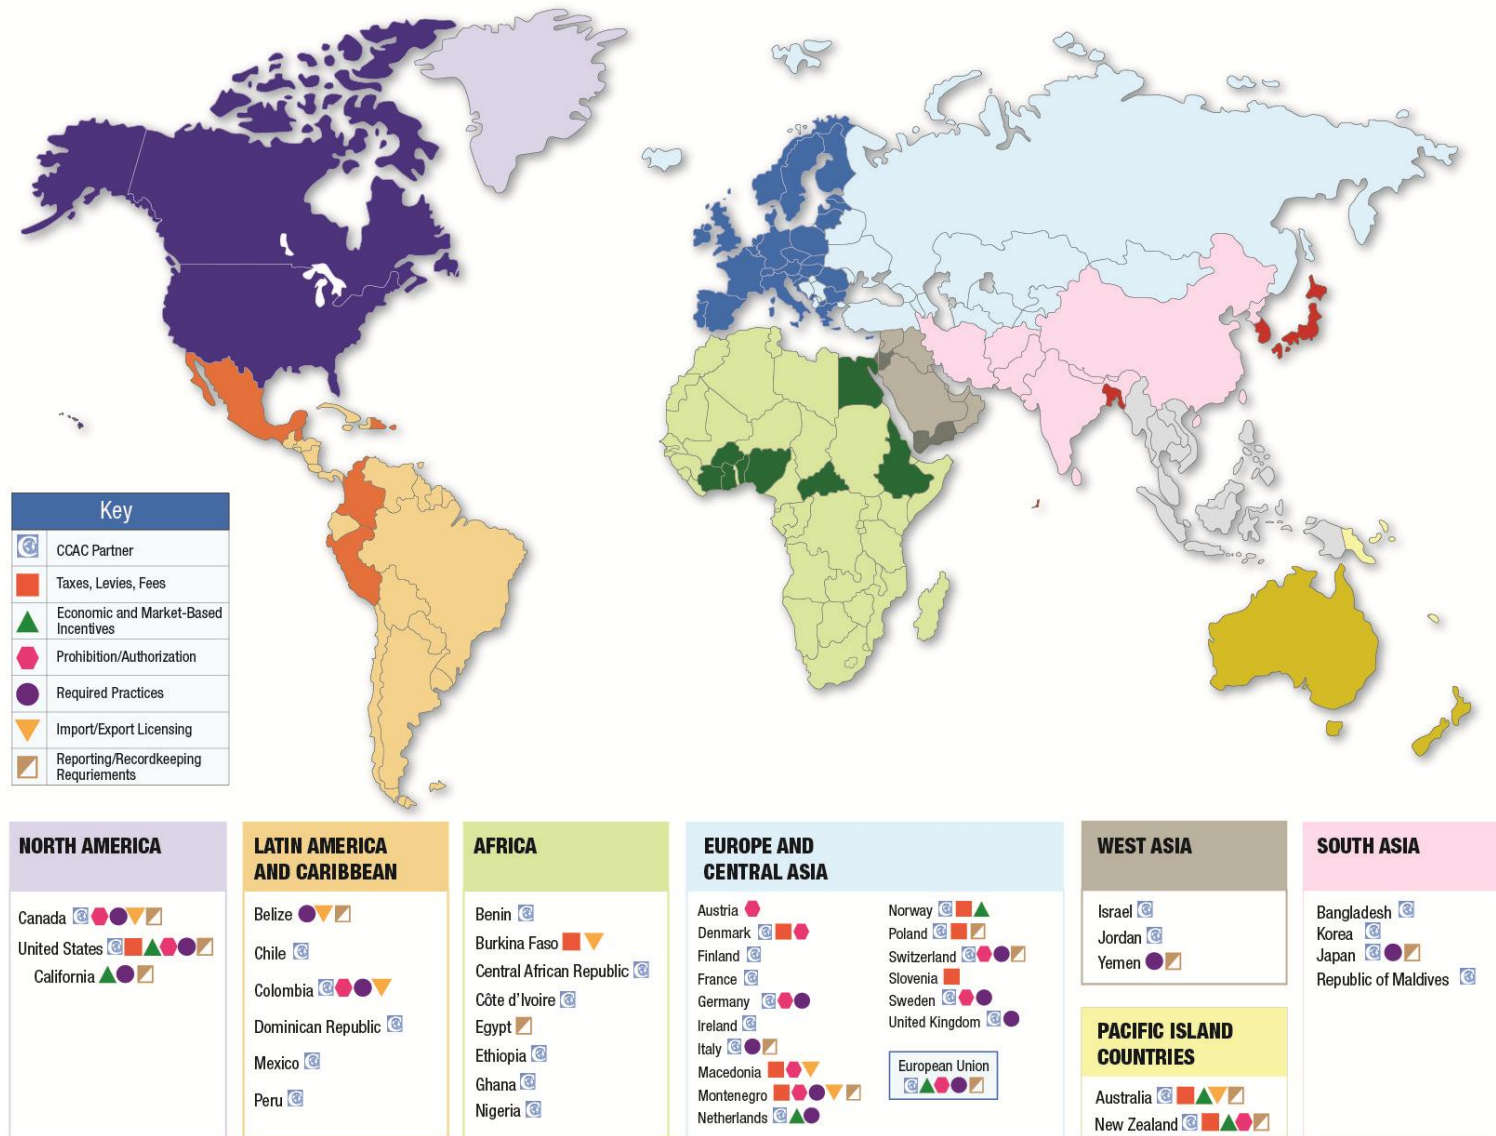 Key
CCAC Partner
Taxes, Levies, Fees
Economic and Market-Based
Incentives
Prohibition/Authorization
Required Practices
Import/Export Licensing
Reporting/Recordkeeping
Requriements
NORTH AMERICA
Canada
United States
California
LATIN AMERICA
AND CARIBBEAN
Belize
Chile
Colombia
Dominican Republic
Mexico
Peru
AFRICA
Benin
Burkina Faso
Central African Republic
Côte d'Ivoire
Egypt
Ethiopia
Ghana
Nigeria
EUROPE AND
CENTRAL ASIA
Austria
Denmark
Finland
France
Germany
Ireland
Italy
Macedonia
Montenegro
Netherlands
Norway
Poland
Switzerland
Slovenia
Sweden
United Kingdom
European Union
WEST ASIA
Israel
Jordan
Yemen
PACIFIC ISLAND
COUNTRIES
Australia
New Zealand
SOUTH ASIA
Bangladesh
Korea
Japan
Republic of Maldives